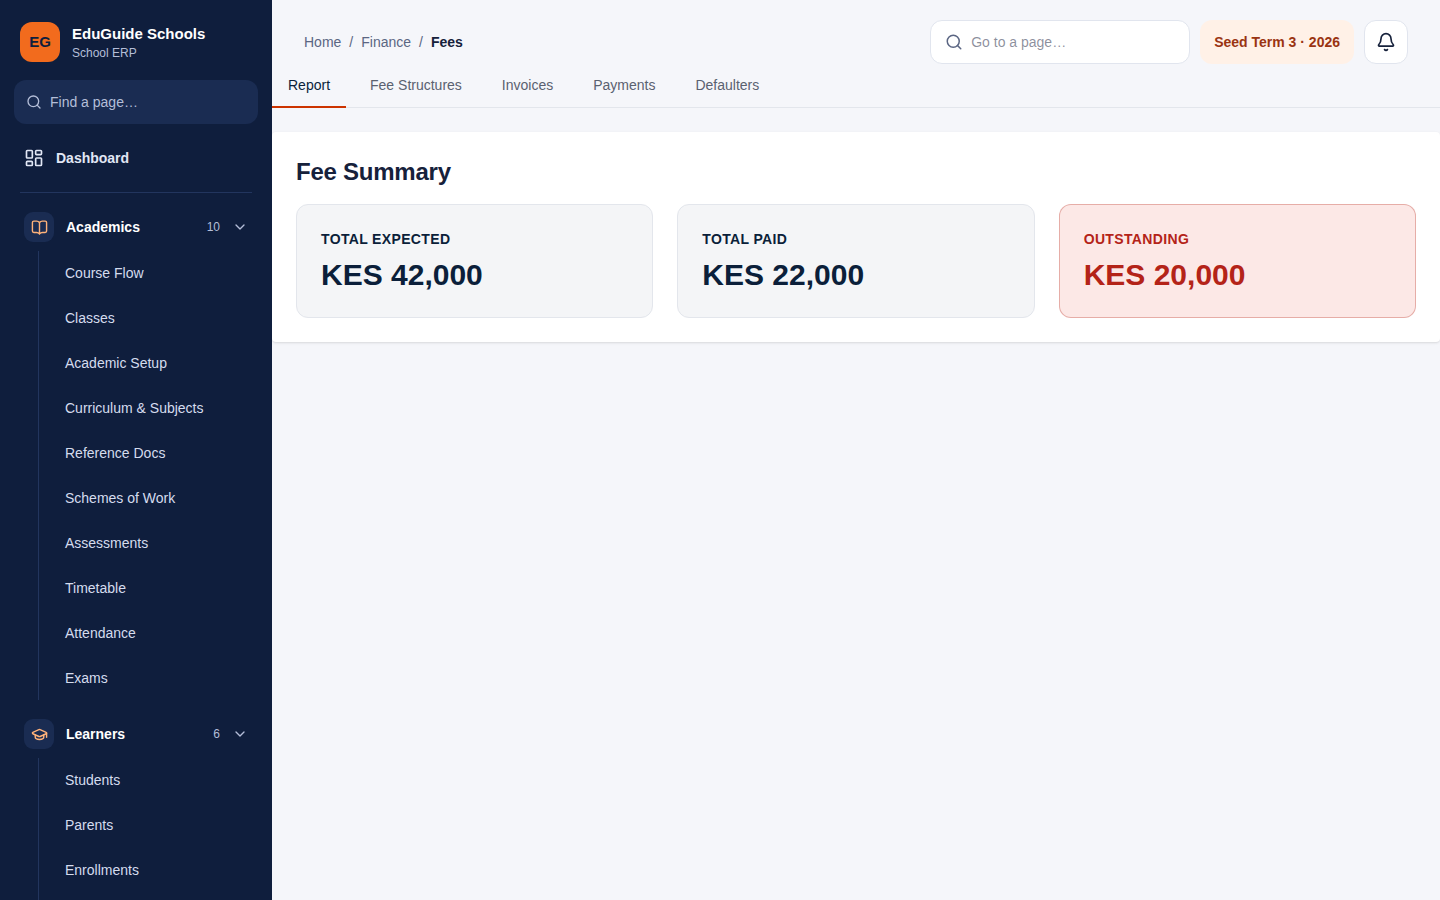 EG
EduGuide Schools
School ERP
Find a page…
Dashboard
Academics 10
Course Flow
Classes
Academic Setup
Curriculum & Subjects
Reference Docs
Schemes of Work
Assessments
Timetable
Attendance
Exams
Learners 6
Students
Parents
Enrollments
Home / Finance / Fees
Go to a page…
Seed Term 3 · 2026
Report Fee Structures Invoices Payments Defaulters
Fee Summary
TOTAL EXPECTED
KES 42,000
TOTAL PAID
KES 22,000
OUTSTANDING
KES 20,000